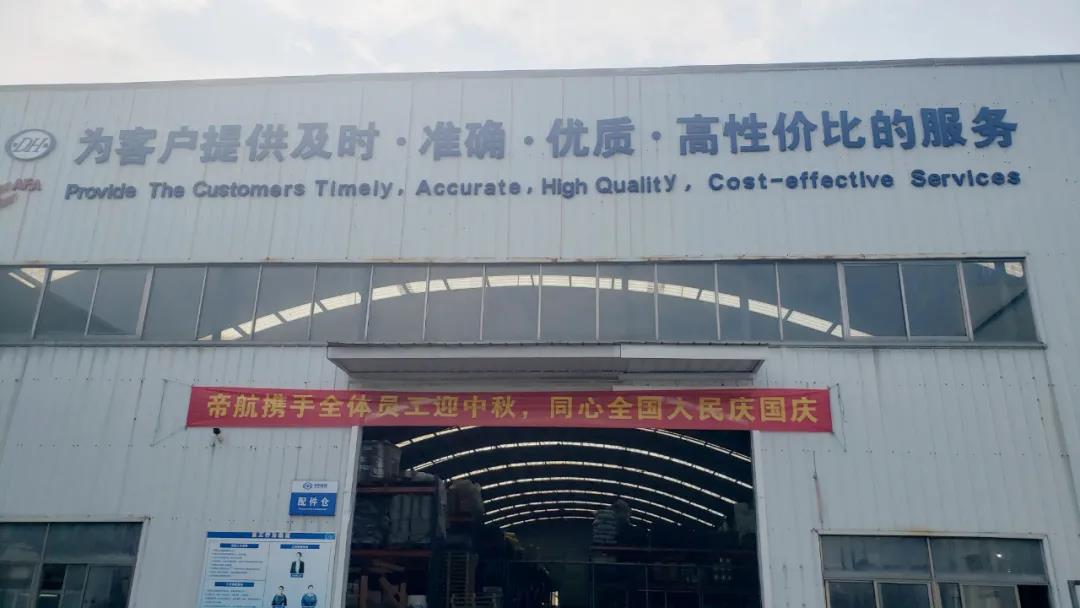 为客户提供及时·准确·优质·高性价比的服务
DH
AFA
Provide The Customers Timely, Accurate, High Quality, Cost-effective Services
帝航携手全体员工迎中秋，同心全国人民庆国庆
配件仓